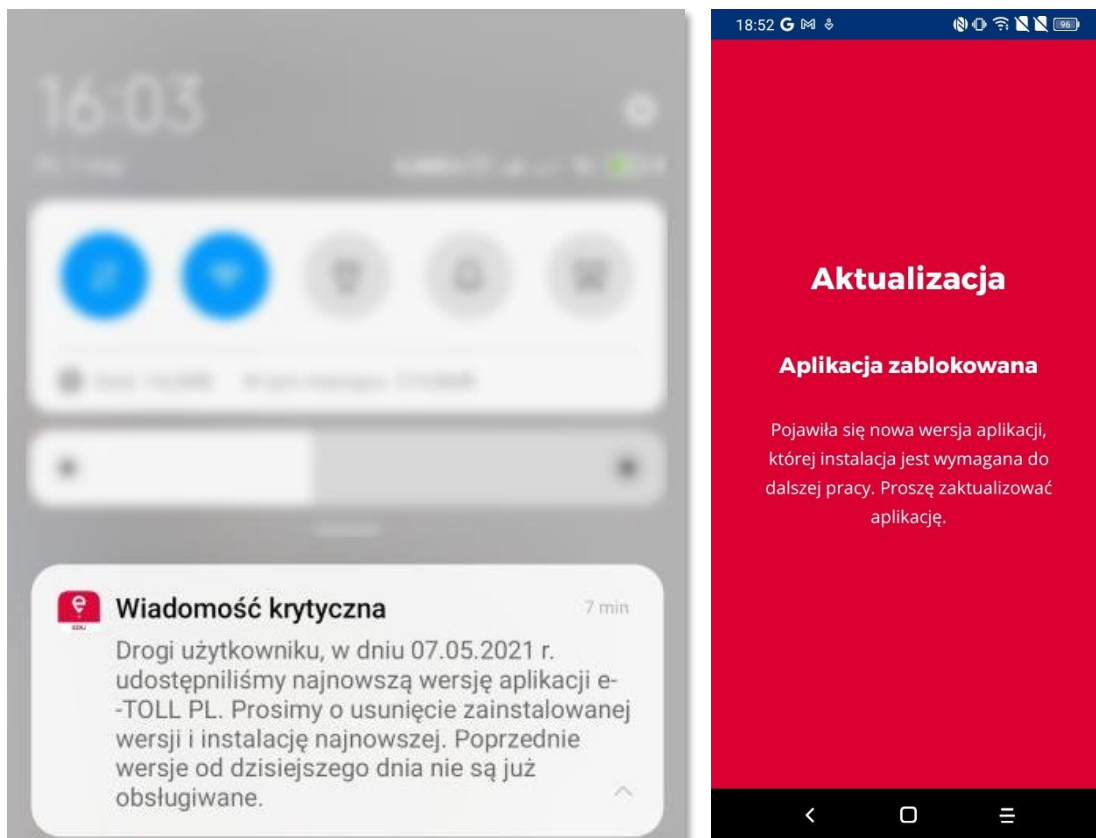 16:03
Wiadomość krytyczna
7 min
Drogi użytkowniku, w dniu 07.05.2021 r.
udostępniliśmy najnowszą wersję aplikacji e-
-TOLL PL. Prosimy o usunięcie zainstalowanej
wersji i instalację najnowszej. Poprzednie
wersje od dzisiejszego dnia nie są już
obsługiwane.
18:52
96
Aktualizacja
Aplikacja zablokowana
Pojawiła się nowa wersja aplikacji,
której instalacja jest wymagana do
dalszej pracy. Proszę zaktualizować
aplikację.